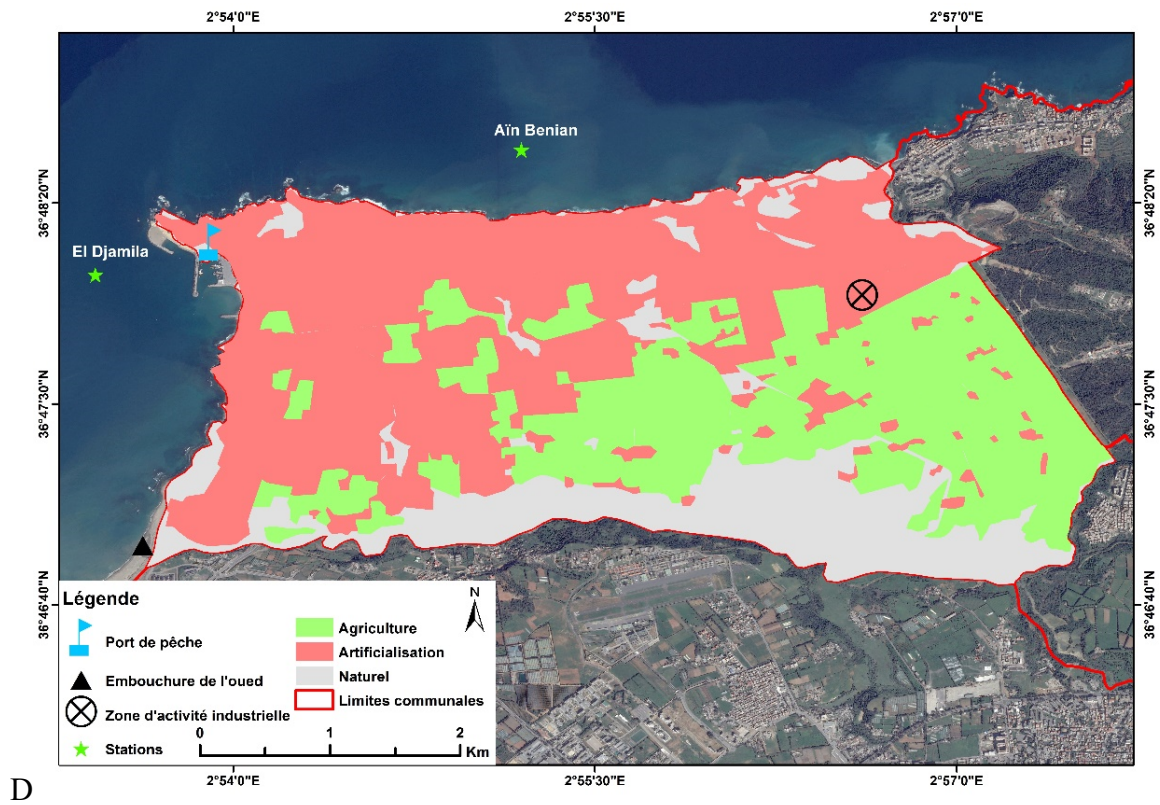 2°54'0"E 2°55'30"E 2°57'0"E
Aïn Benian
36°48'20"N 36°48'20"N
El Djamila
36°47'30"N 36°47'30"N
36°46'40"N 36°46'40"N
Légende
N
Port de pêche
Embouchure de l'oued
Zone d'activité industrielle
Stations
Agriculture
Artificialisation
Naturel
Limites communales
0 1 2
Km
2°54'0"E 2°55'30"E 2°57'0"E
D